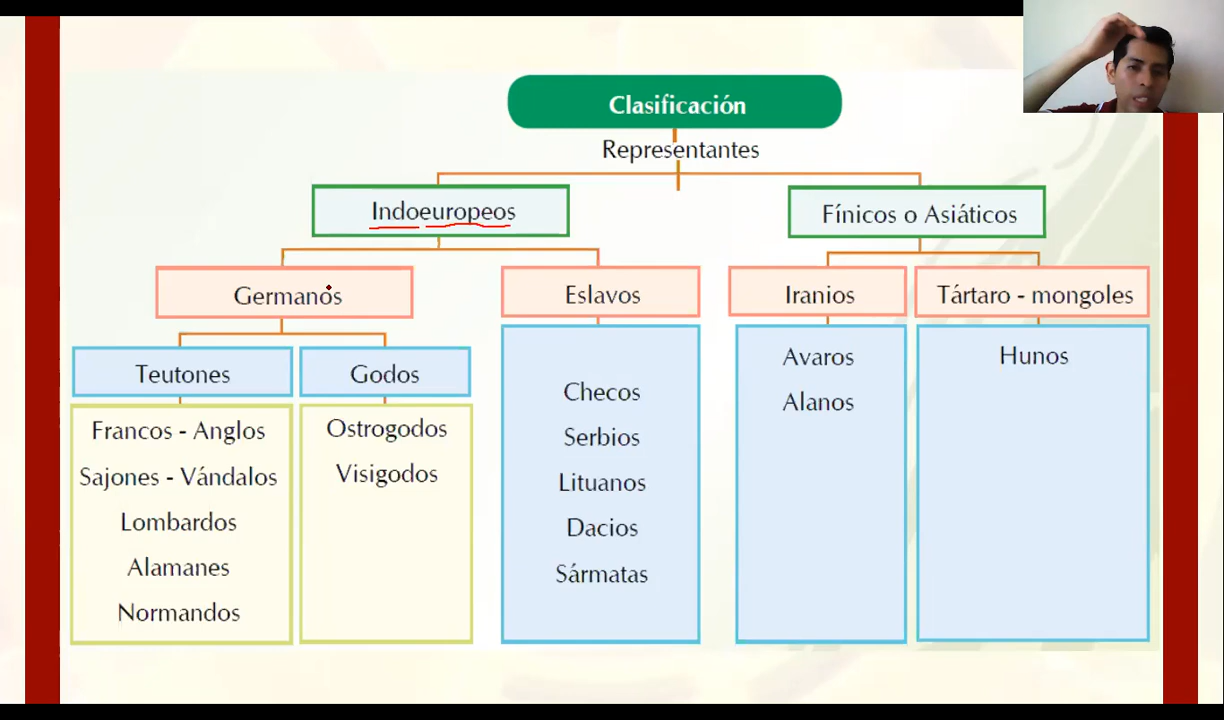 Clasificación
Representantes
Indoeuropeos
Fínicos o Asiáticos
Germanos
Eslavos
Iranios
Tártaro - mongoles
Teutones
Godos
Francos - Anglos
Sajones - Vándalos
Lombardos
Alamanes
Normandos
Ostrogodos
Visigodos
Checos
Serbios
Lituanos
Dacios
Sármatas
Avaros
Alanos
Hunos